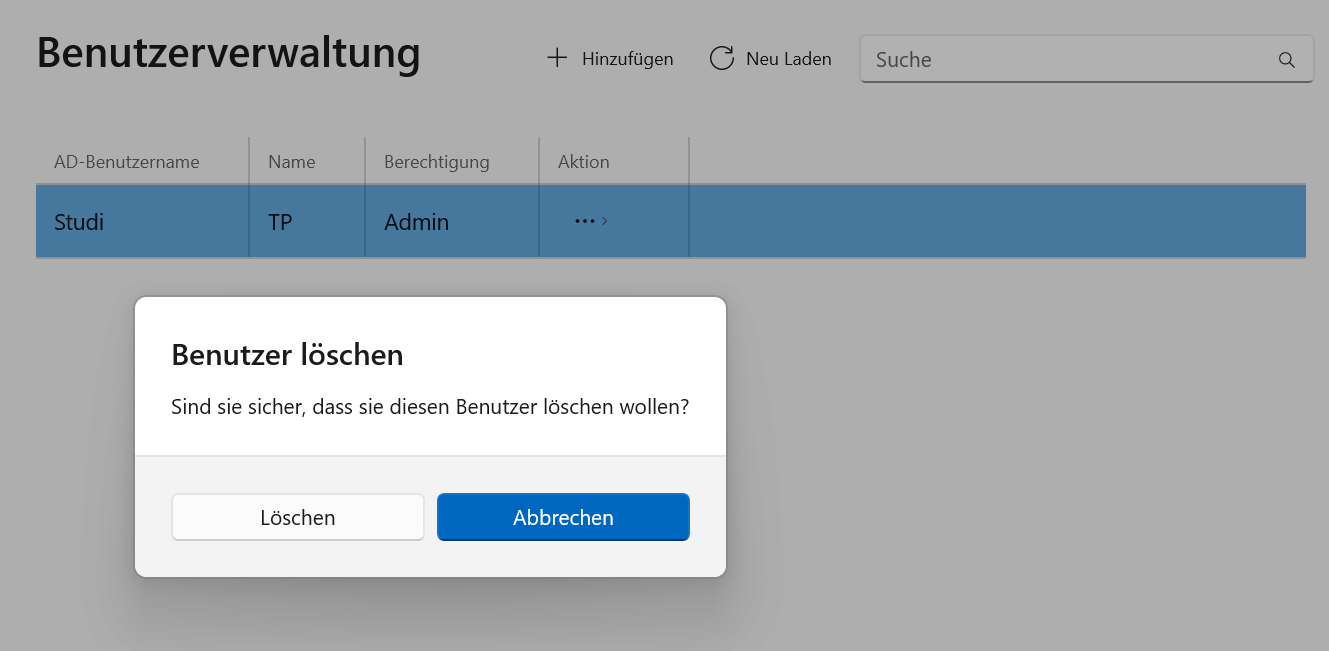 Benutzerverwaltung
Hinzufügen
Neu Laden
Suche
AD-Benutzername Name Berechtigung Aktion
Studi TP Admin
Benutzer löschen
Sind sie sicher, dass sie diesen Benutzer löschen wollen?
Löschen
Abbrechen